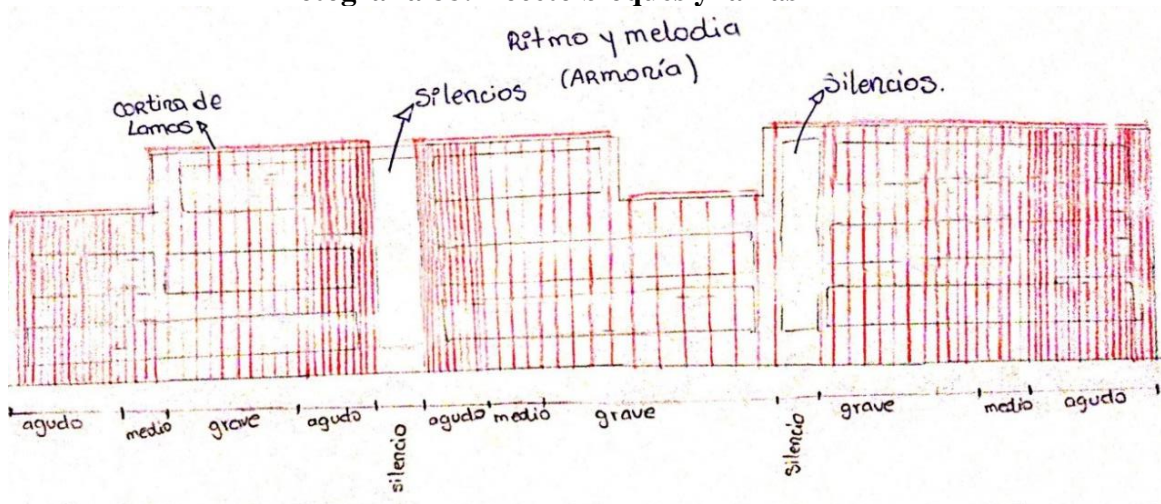 Ritmo y melodia
(ARmonía)
CORtina de
Lamas
Silencios
Silencios.
agudo
medio
grave
agudo
silencio
agudo
medio
grave
silencio
grave
medio
agudo